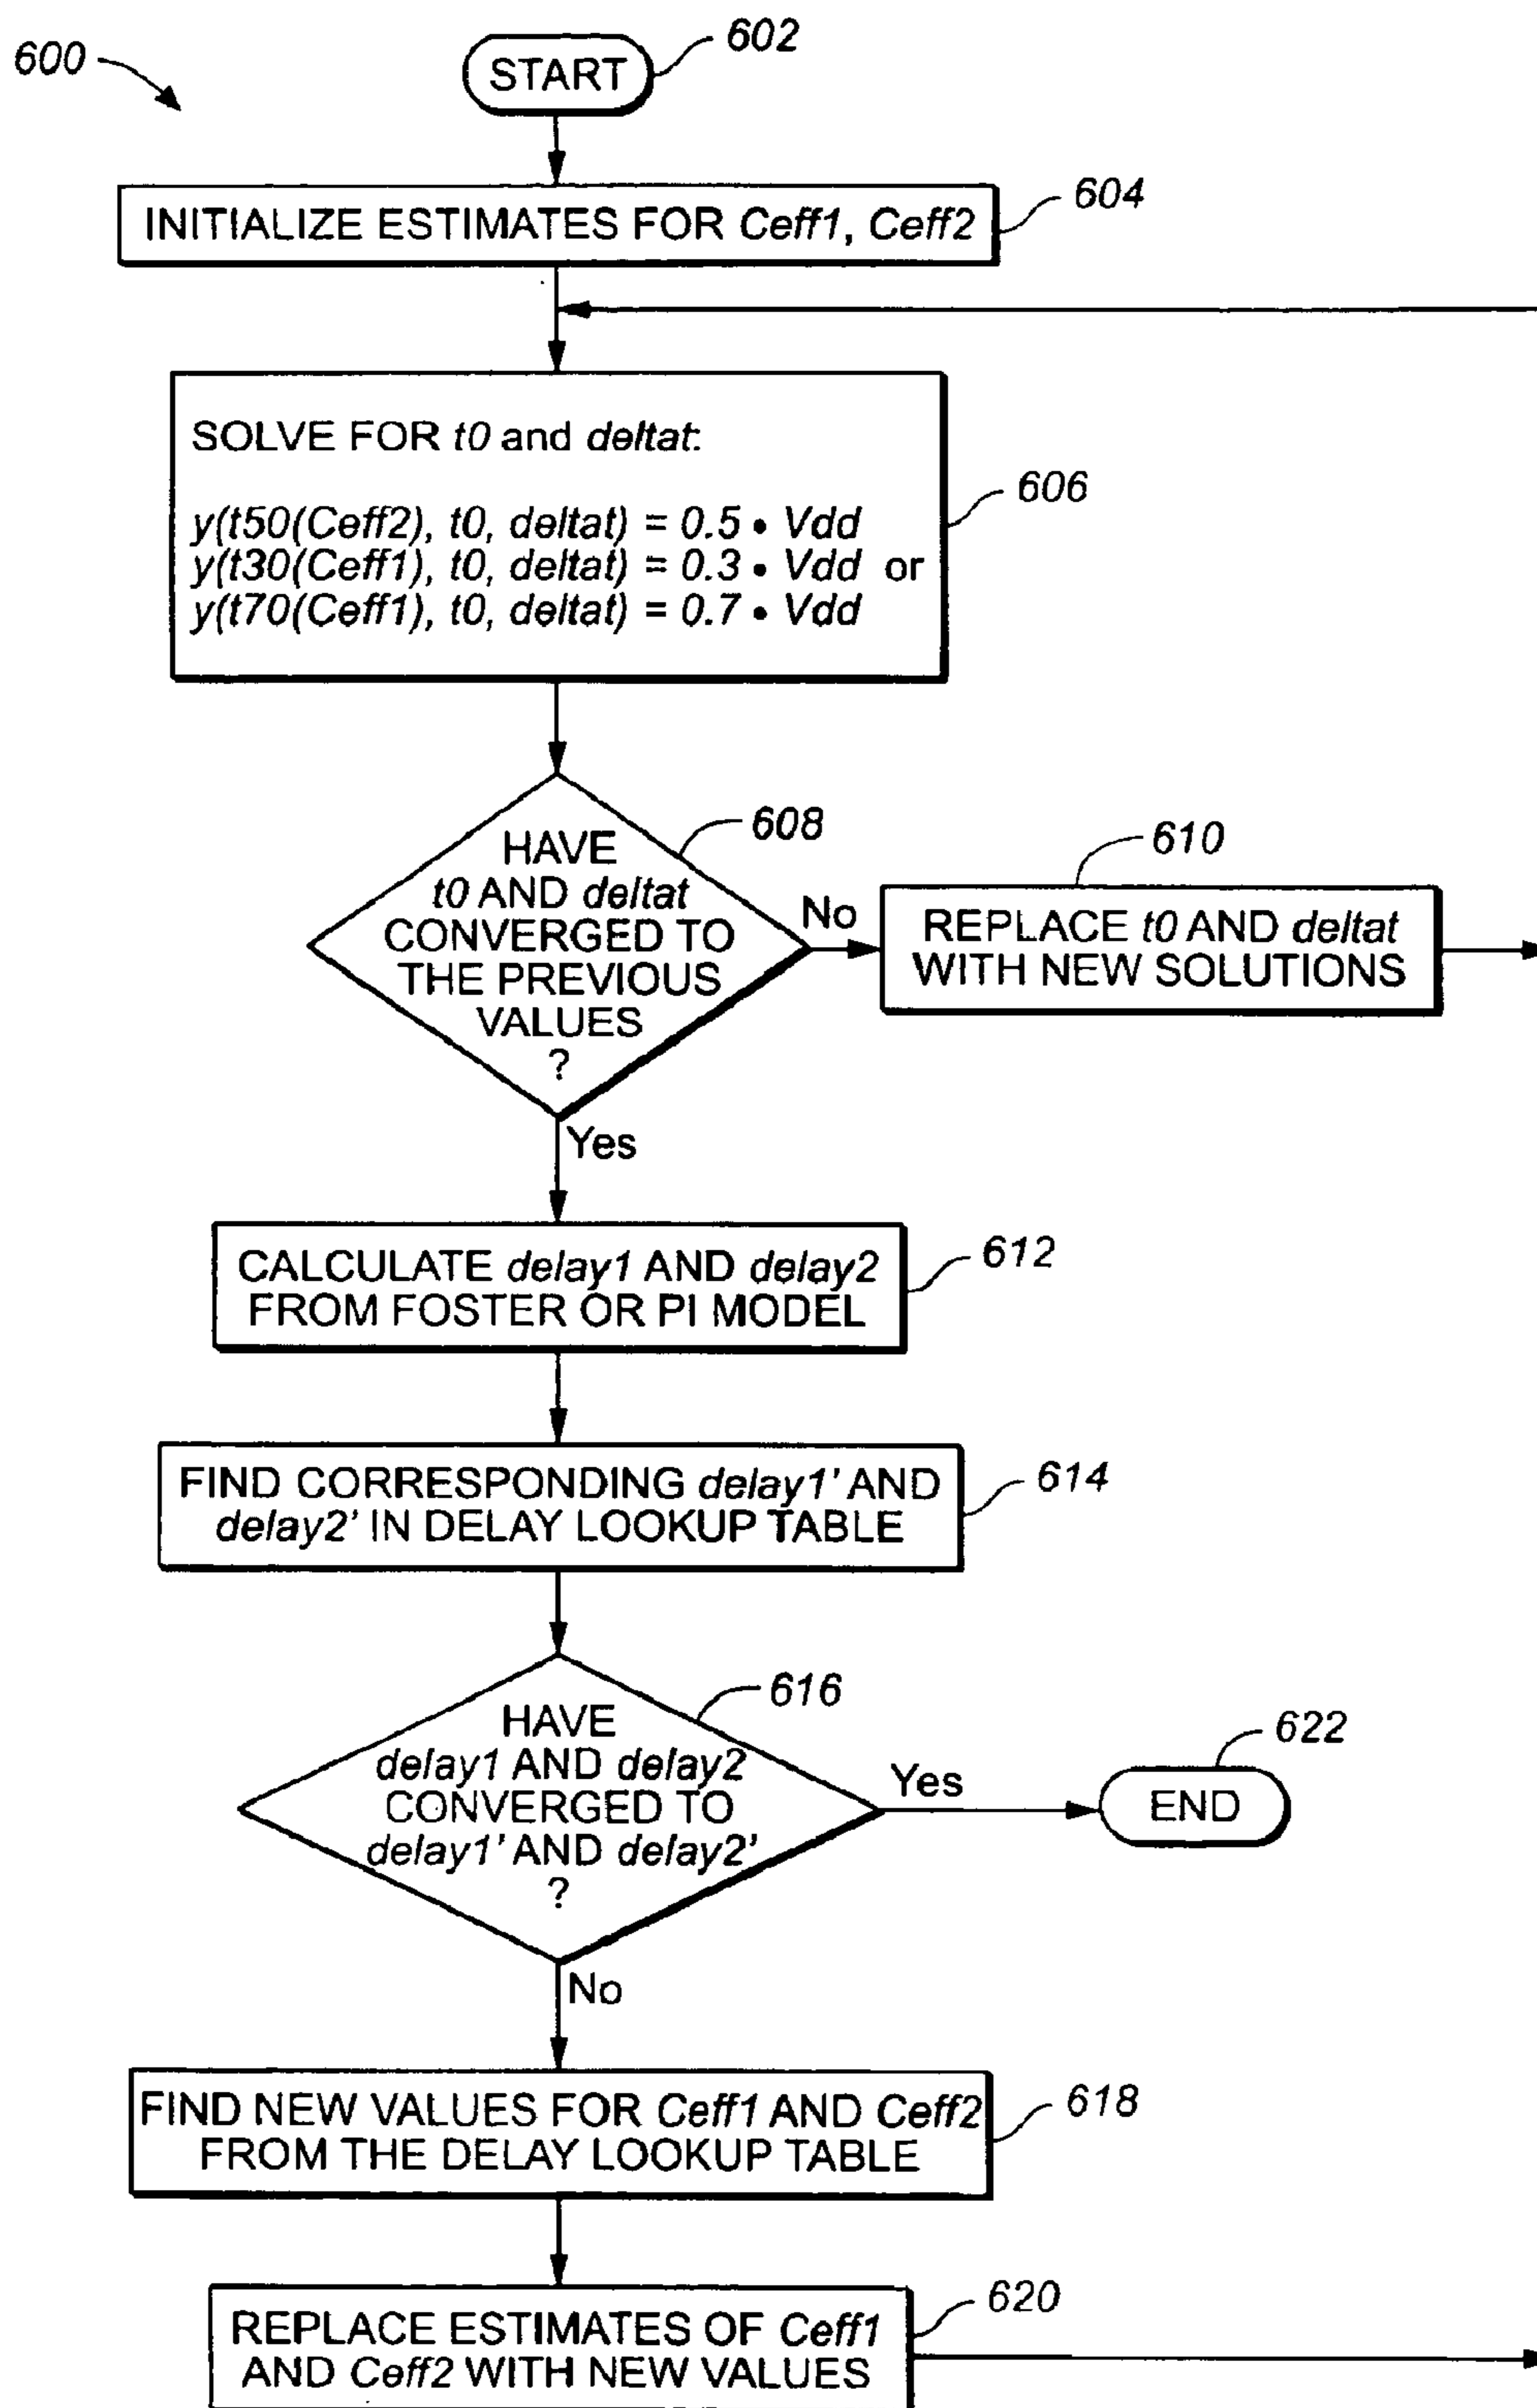 600
602
START
604
INITIALIZE ESTIMATES FOR Ceff1, Ceff2
SOLVE FOR t0 and deltat:
606
y(t50(Ceff2), t0, deltat) = 0.5 • Vdd
y(t30(Ceff1), t0, deltat) = 0.3 • Vdd or
y(t70(Ceff1), t0, deltat) = 0.7 • Vdd
608
HAVE
t0 AND deltat
CONVERGED TO
THE PREVIOUS
VALUES
?
No
610
REPLACE t0 AND deltat
WITH NEW SOLUTIONS
Yes
612
CALCULATE delay1 AND delay2
FROM FOSTER OR PI MODEL
614
FIND CORRESPONDING delay1' AND
delay2' IN DELAY LOOKUP TABLE
616
HAVE
delay1 AND delay2
CONVERGED TO
delay1' AND delay2'
?
Yes
622
END
No
618
FIND NEW VALUES FOR Ceff1 AND Ceff2
FROM THE DELAY LOOKUP TABLE
620
REPLACE ESTIMATES OF Ceff1
AND Ceff2 WITH NEW VALUES